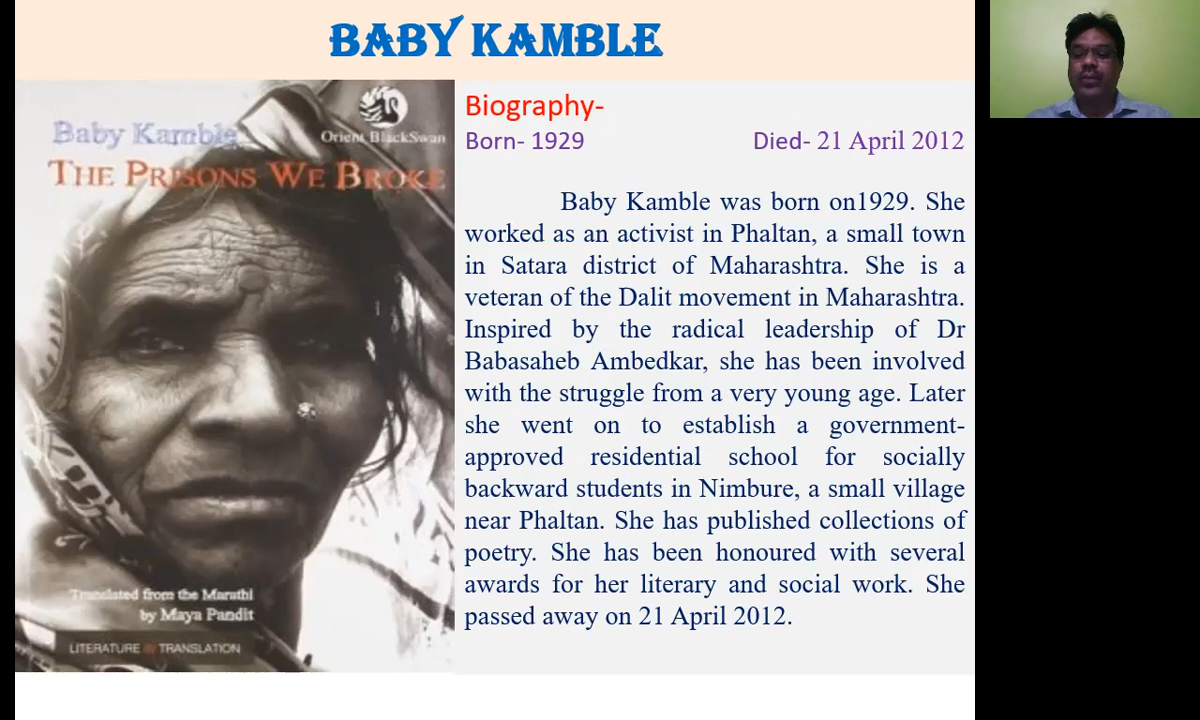 BABY KAMBLE
Baby Kamble
Orient BlackSwan
THE PRISONS WE BROKE
Translated from the Marathi
by Maya Pandit
LITERATURE IN TRANSLATION
Biography-
Born- 1929 Died- 21 April 2012
Baby Kamble was born on1929. She
worked as an activist in Phaltan, a small town
in Satara district of Maharashtra. She is a
veteran of the Dalit movement in Maharashtra.
Inspired by the radical leadership of Dr
Babasaheb Ambedkar, she has been involved
with the struggle from a very young age. Later
she went on to establish a government-
approved residential school for socially
backward students in Nimbure, a small village
near Phaltan. She has published collections of
poetry. She has been honoured with several
awards for her literary and social work. She
passed away on 21 April 2012.